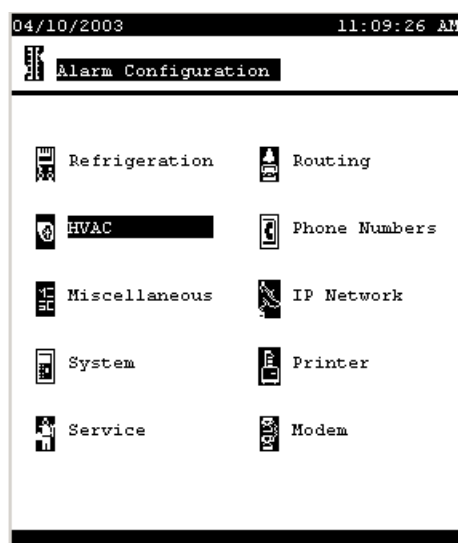 04/10/2003 11:09:26 AM
Alarm Configuration
Refrigeration Routing
HVAC Phone Numbers
Miscellaneous IP Network
System Printer
Service Modem